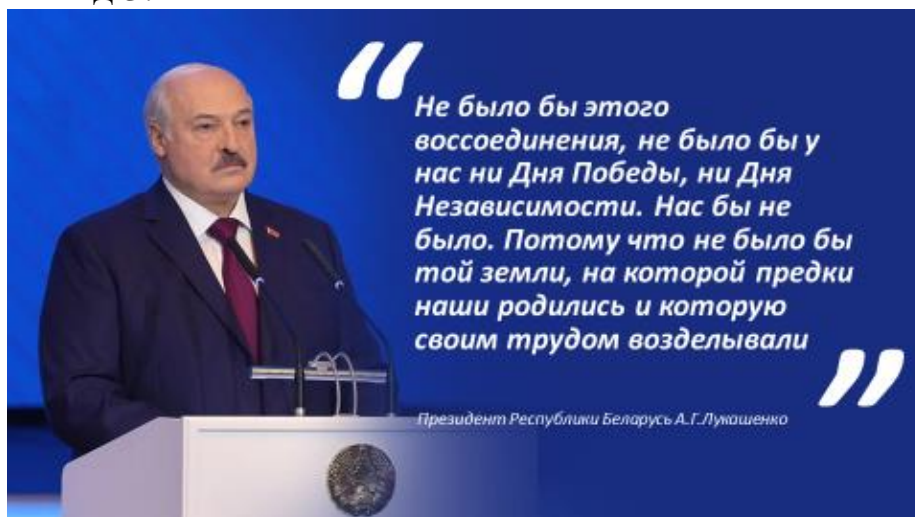 “
Не было бы этого
воссоединения, не было бы у
нас ни Дня Победы, ни Дня
Независимости. Нас бы не
было. Потому что не было бы
той земли, на которой предки
наши родились и которую
своим трудом возделывали
”
Президент Республики Беларусь А.Г.Лукашенко